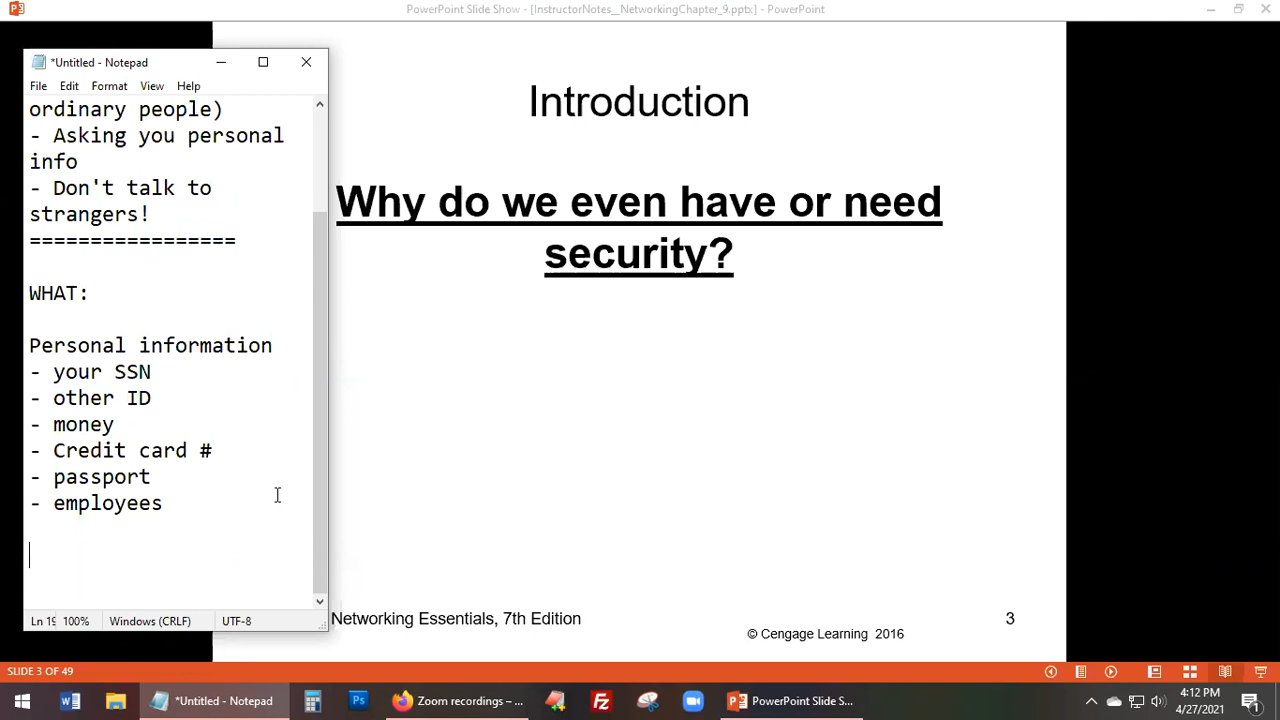 PowerPoint Slide Show - [InstructorNotes__NetworkingChapter_9.pptx] - PowerPoint
*Untitled - Notepad
File Edit Format View Help
ordinary people)
- Asking you personal
info
- Don't talk to
strangers!
=================
WHAT:
Personal information
- your SSN
- other ID
- money
- Credit card #
- passport
- employees
Ln 19 100% Windows (CRLF) UTF-8
Introduction
Why do we even have or need
security?
Networking Essentials, 7th Edition
© Cengage Learning 2016
3
SLIDE 3 OF 49
*Untitled - Notepad
Zoom recordings – ...
PowerPoint Slide S...
4:12 PM
4/27/2021
1